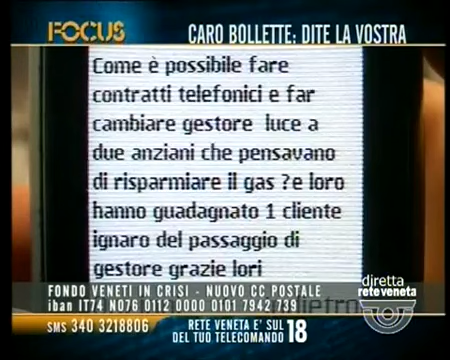 FOCUS
CARO BOLLETTE: DITE LA VOSTRA
Come è possibile fare
contratti telefonici e far
cambiare gestore luce a
due anziani che pensavano
di risparmiare il gas ?e loro
hanno guadagnato 1 cliente
ignaro del passaggio di
gestore grazie lori
diretta
reteveneta
FONDO VENETI IN CRISI - NUOVO CC POSTALE
iban IT74 N076 0112 0000 0101 7942 739
SMS 340 3218806
RETE VENETA E' SUL 18
DEL TUO TELECOMANDO